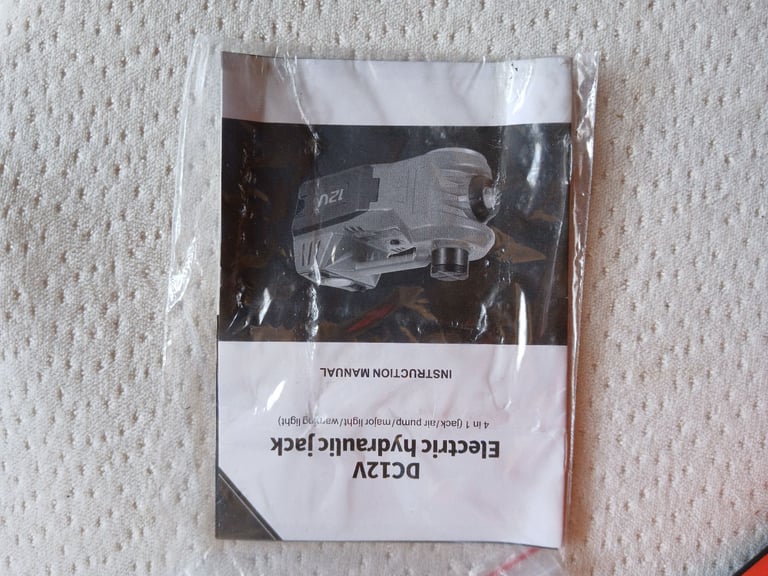 DC12V
Electric hydraulic jack
4 in 1 (jack/air pump/major light/warning light)
INSTRUCTION MANUAL
12V